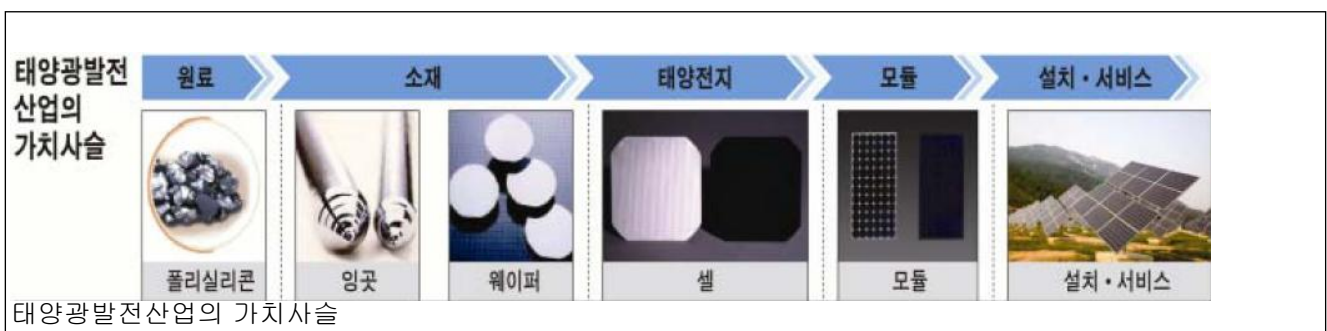 태양광발전
산업의
가치사슬
원료
소재
태양전지
모듈
설치・서비스
폴리실리콘
잉곳
웨이퍼
셀
모듈
설치・서비스
태양광발전산업의 가치사슬